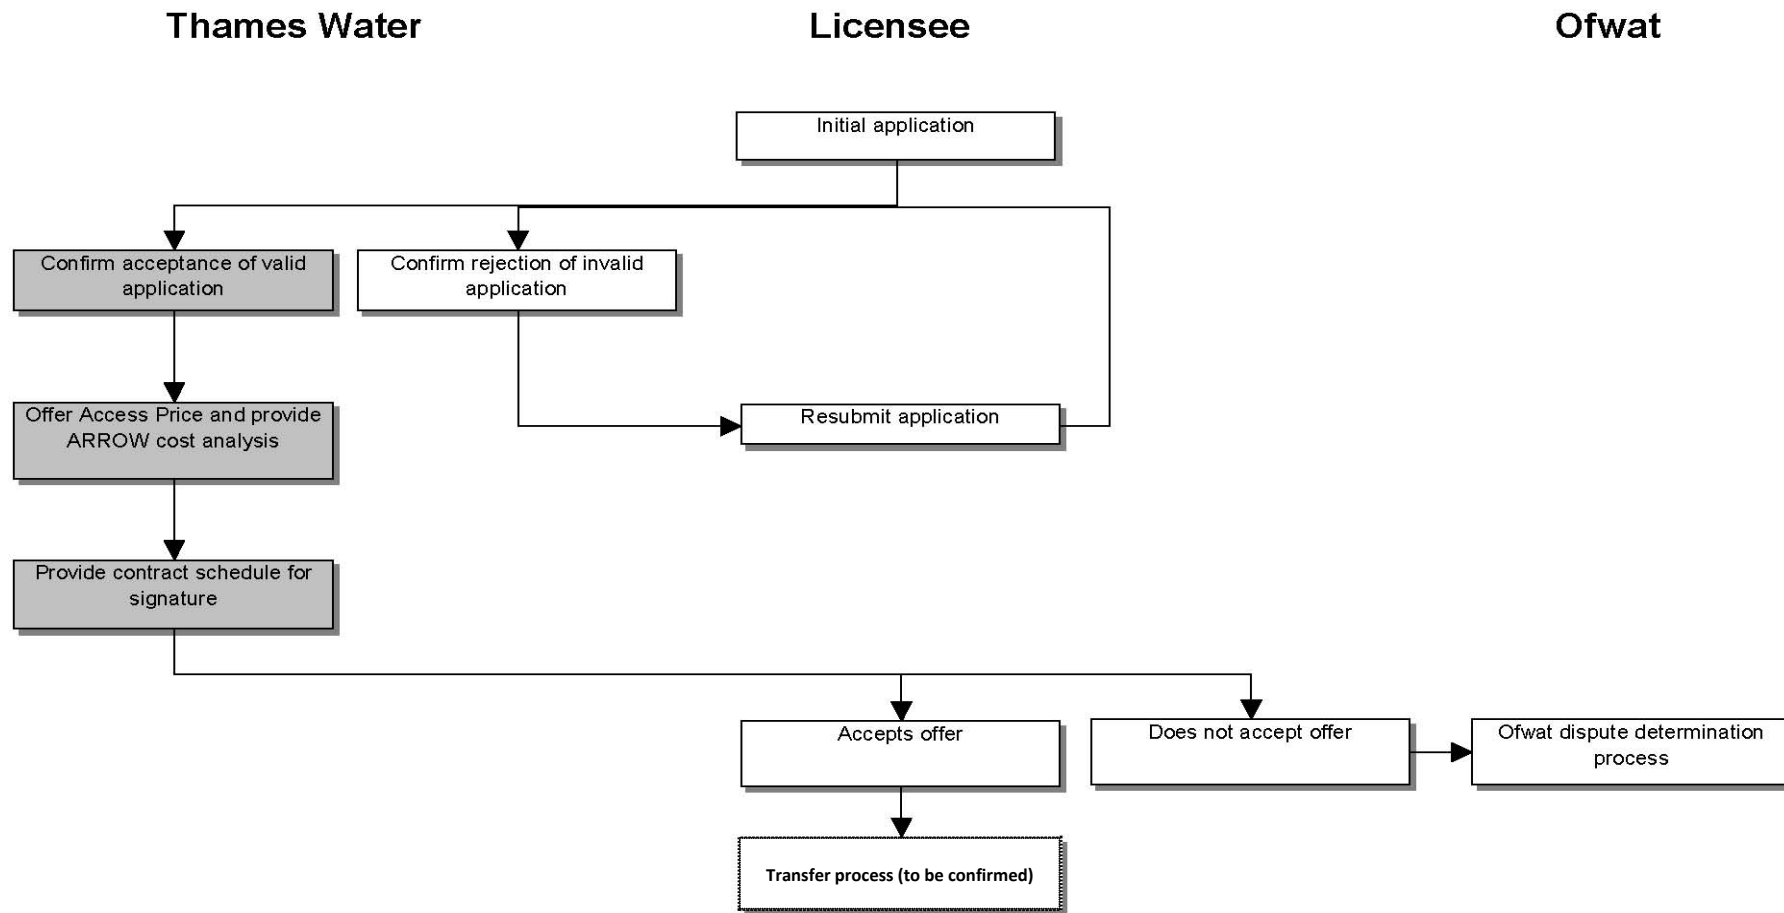 Thames Water
Licensee
Ofwat
Initial application
Confirm acceptance of valid
application
Confirm rejection of invalid
application
Offer Access Price and provide
ARROW cost analysis
Resubmit application
Provide contract schedule for
signature
Accepts offer
Does not accept offer
Ofwat dispute determination
process
Transfer process (to be confirmed)